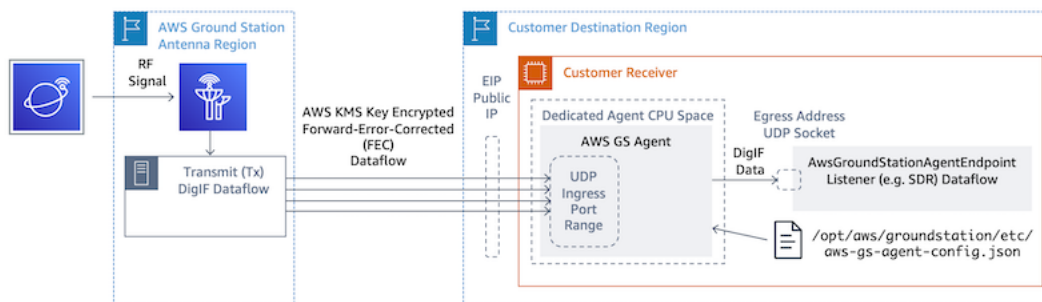 AWS Ground Station
Antenna Region
RF
Signal
Transmit (Tx)
DigIF Dataflow
AWS KMS Key Encrypted
Forward-Error-Corrected
(FEC)
Dataflow
Customer Destination Region
EIP
Public
IP
Customer Receiver
Dedicated Agent CPU Space
AWS GS Agent
UDP
Ingress
Port
Range
Egress Address
UDP Socket
DigIF
Data
AwsGroundStationAgentEndpoint
Listener (e.g. SDR) Dataflow
/opt/aws/groundstation/etc/
aws-gs-agent-config.json